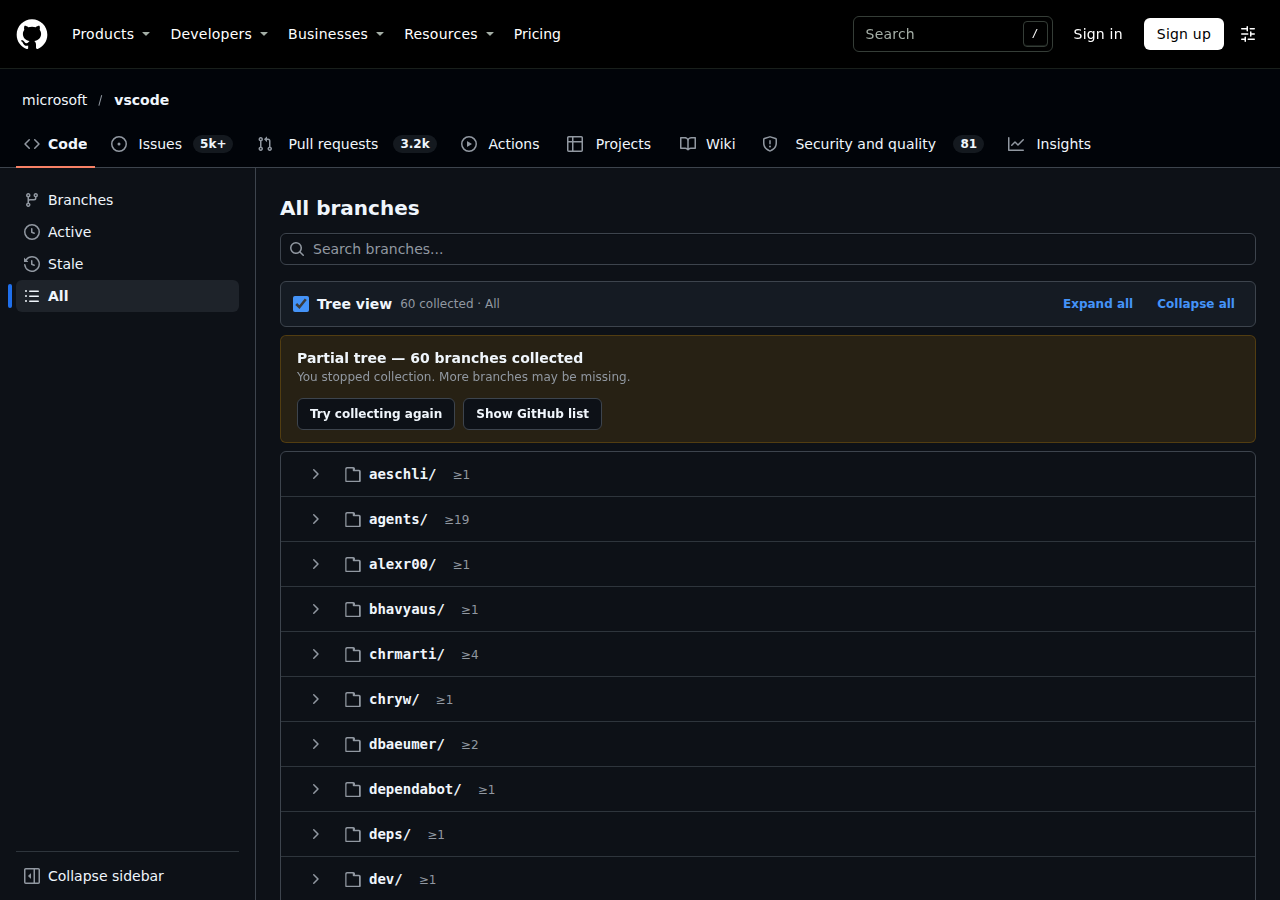 Products Developers Businesses Resources Pricing Search / Sign in Sign up
microsoft / vscode
Code Issues 5k+ Pull requests 3.2k Actions Projects Wiki Security and quality 81 Insights
Branches
Active
Stale
All
Collapse sidebar
All branches
Search branches...
Tree view 60 collected · All Expand all Collapse all
Partial tree — 60 branches collected
You stopped collection. More branches may be missing.
Try collecting again Show GitHub list
aeschli/ ≥1
agents/ ≥19
alexr00/ ≥1
bhavyaus/ ≥1
chrmarti/ ≥4
chryw/ ≥1
dbaeumer/ ≥2
dependabot/ ≥1
deps/ ≥1
dev/ ≥1